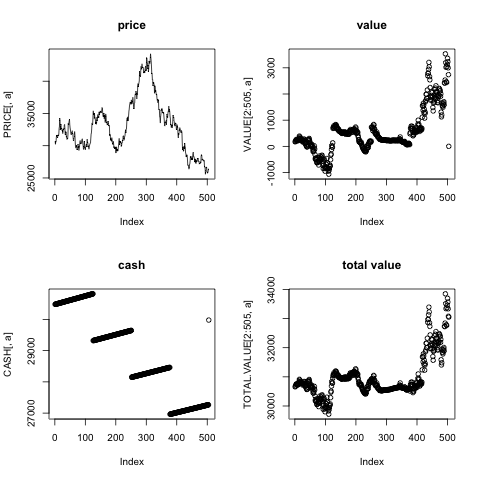 price
value
PRICE[, a]
25000
35000
0
100
200
300
400
500
Index
VALUE[2:505, a]
-1000
0
1000
3000
0
100
200
300
400
500
Index
cash
total value
CASH[, a]
27000
29000
0
100
200
300
400
500
Index
TOTAL.VALUE[2:505, a]
30000
32000
34000
0
100
200
300
400
500
Index